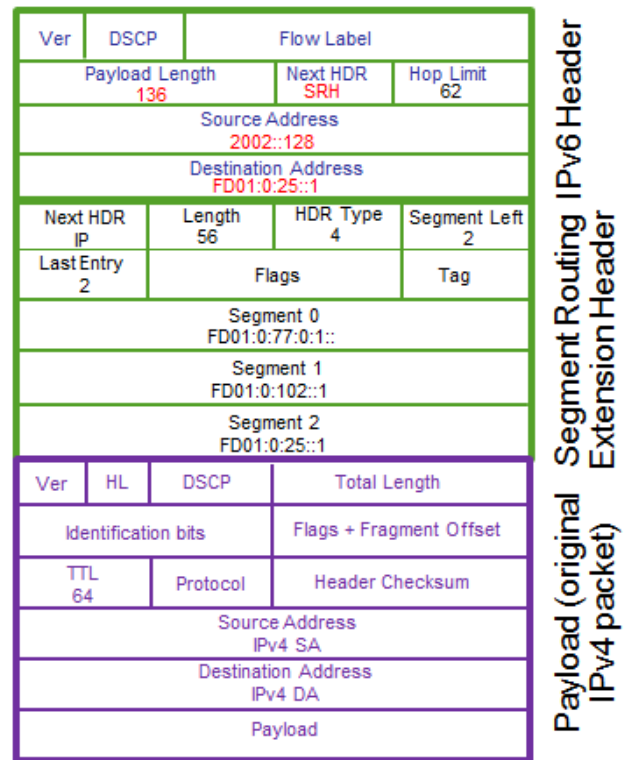 Ver DSCP Flow Label
Payload Length Next HDR Hop Limit
136 SRH 62
Source Address
2002::128
Destination Address
FD01:0:25::1
IPv6 Header
Next HDR Length HDR Type Segment Left
IP 56 4 2
Last Entry Flags Tag
2
Segment 0
FD01:0:77:0:1::
Segment 1
FD01:0:102::1
Segment 2
FD01:0:25::1
Segment Routing
Extension Header
Ver HL DSCP Total Length
Identification bits Flags + Fragment Offset
TTL Protocol Header Checksum
64
Source Address
IPv4 SA
Destination Address
IPv4 DA
Payload
Payload (original
IPv4 packet)